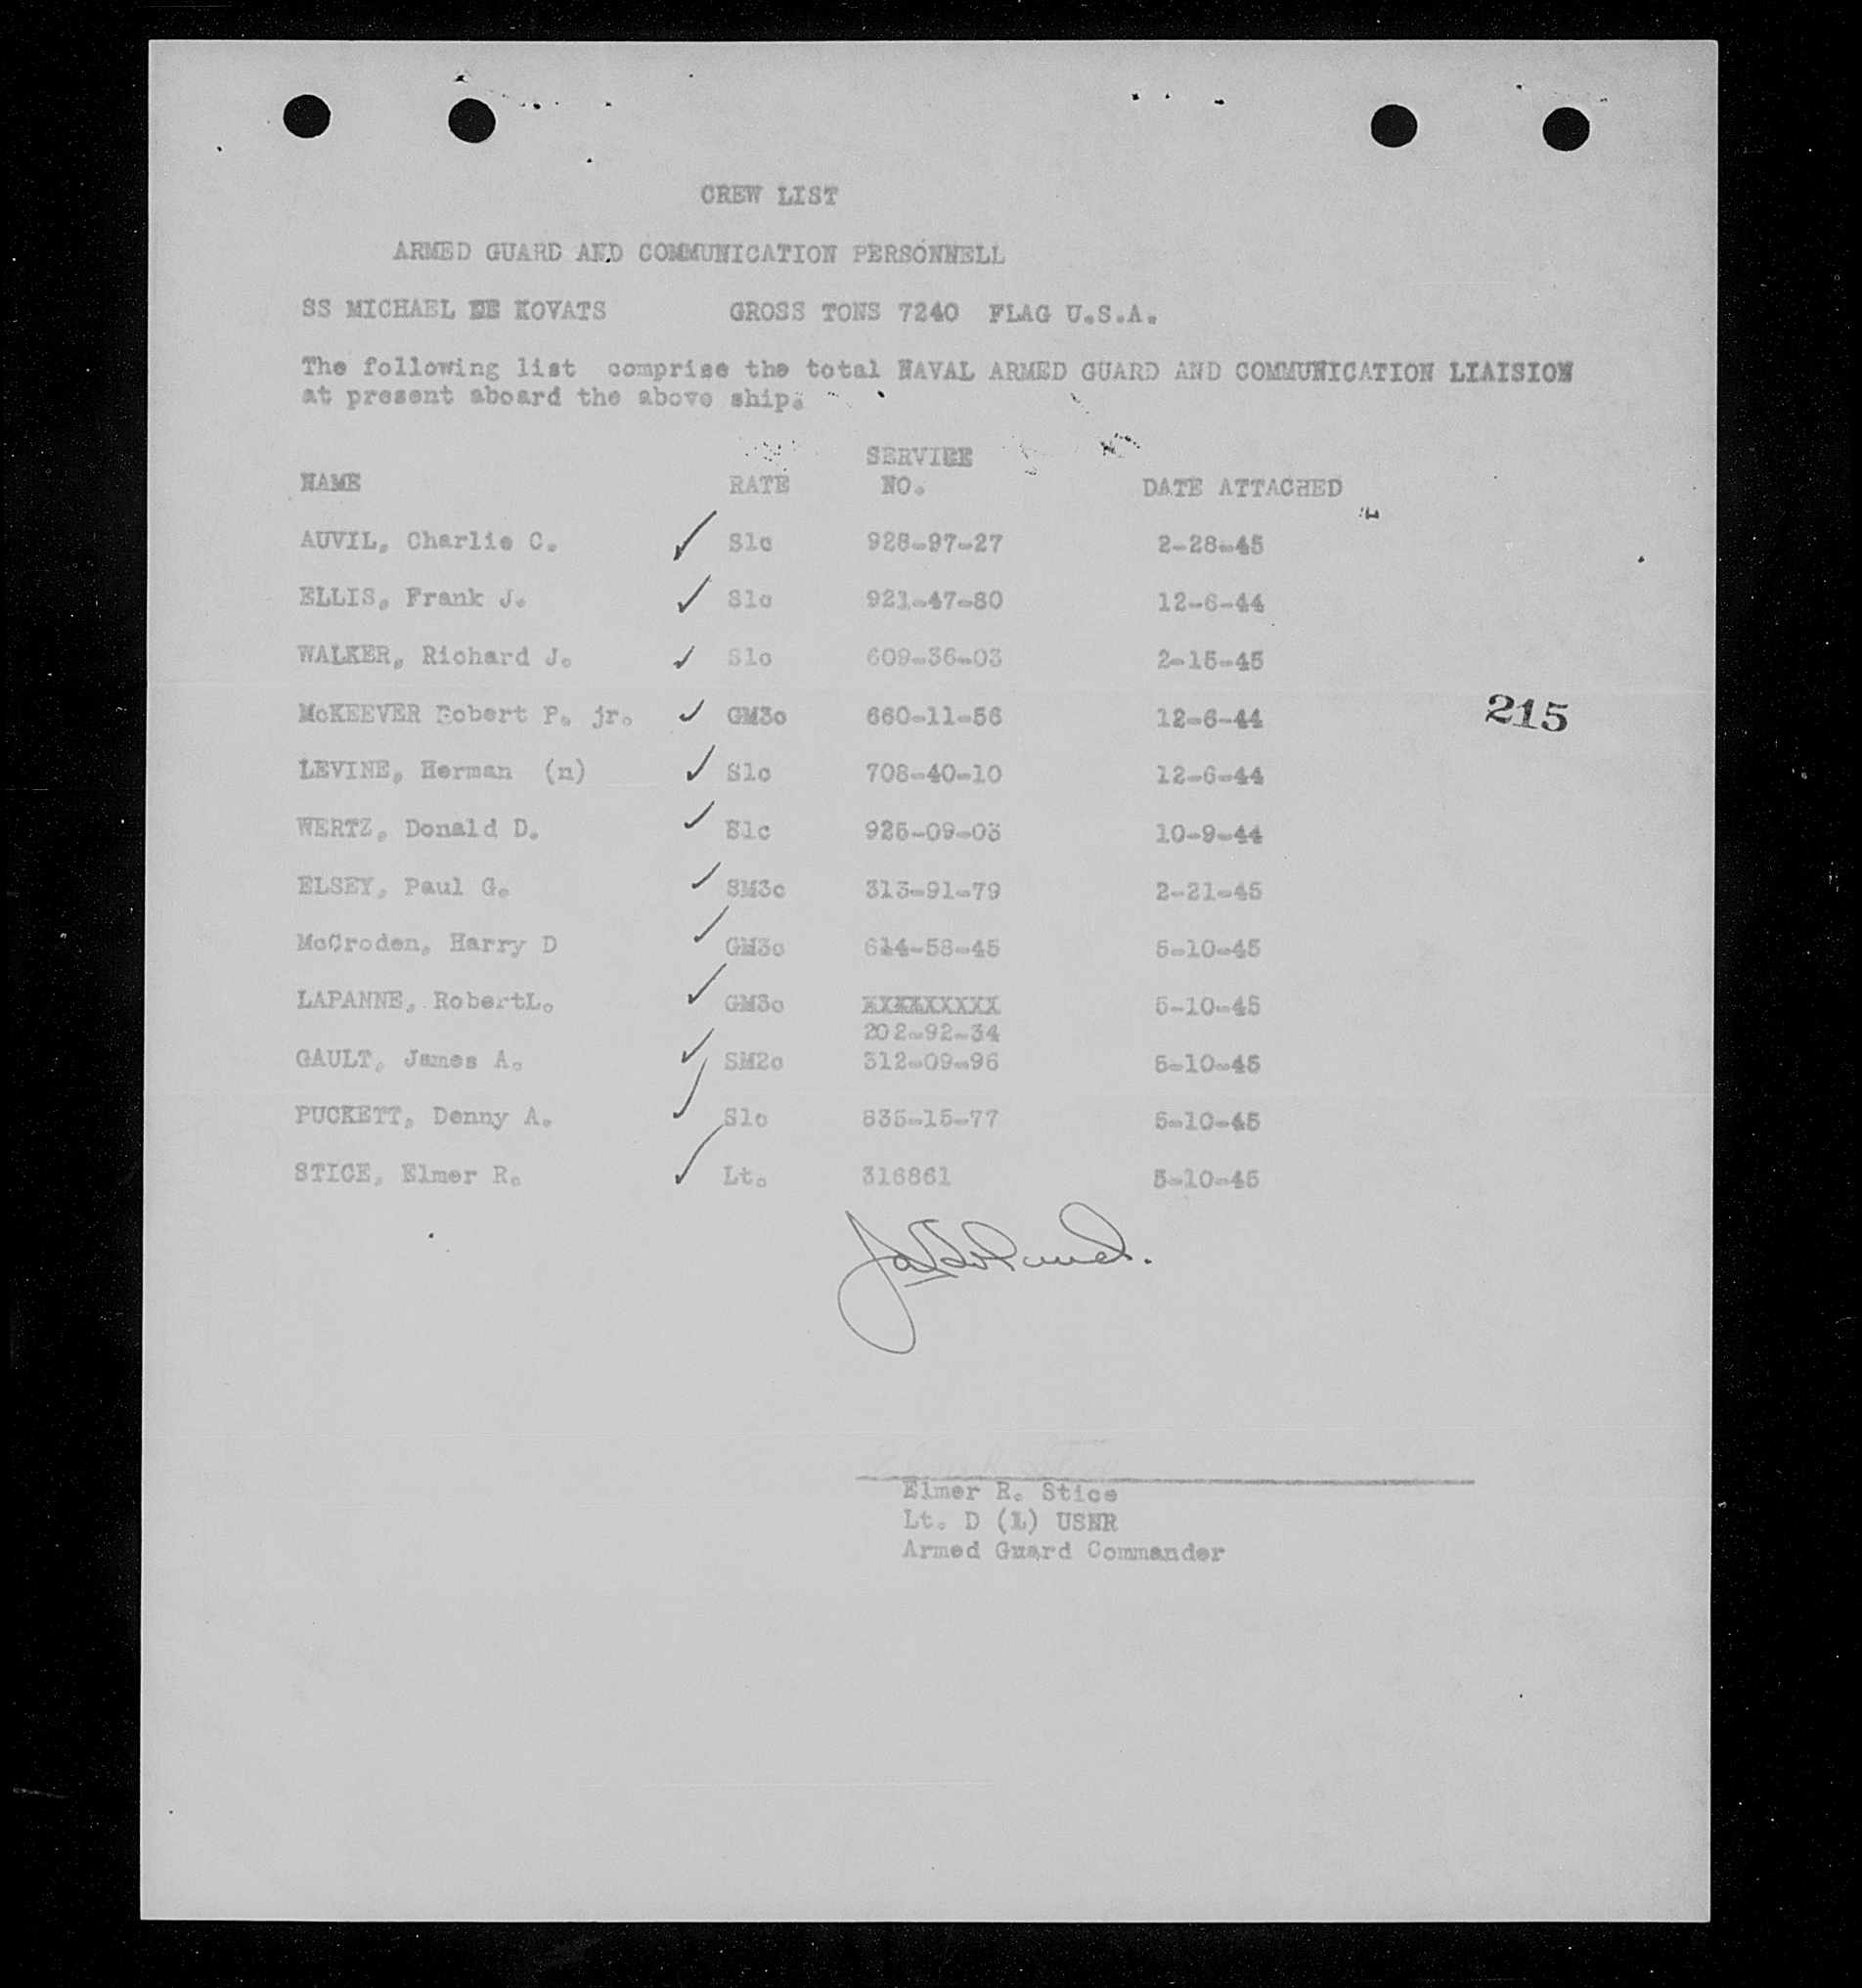 CREW LIST
ARMED GUARD AND COMMUNICATION PERSONNELL
SS MICHAEL DE KOVATS GROSS TONS 7240 FLAG U.S.A.
The following list comprise the total NAVAL ARMED GUARD AND COMMUNICATION LIAISION
at present aboard the above ship.
SERVICE
NAME RATE NO. DATE ATTACHED
AUVIL, Charlie C. ✓ S1c 928-97-27 2-28-45
ELLIS, Frank J. ✓ S1c 921-47-80 12-6-44
WALKER, Richard J. ✓ S1c 609-36-03 2-15-45
McKEEVER Robert P. jr. ✓ GM3c 660-11-56 12-6-44
215
LEVINE, Herman (n) ✓ S1c 708-40-10 12-6-44
WERTZ, Donald D. ✓ S1c 925-09-03 10-9-44
ELSEY, Paul G. ✓ SM3c 313-91-79 2-21-45
McCroden, Harry D ✓ GM3c 614-58-45 5-10-45
LAPANNE, RobertL. ✓ GM3c XXXXXXXXX 5-10-45
202-92-34
GAULT, James A. ✓ SM2c 312-09-96 5-10-45
PUCKETT, Denny A. ✓ S1c 835-15-77 5-10-45
STICE, Elmer R. ✓ Lt. 316861 5-10-45
Elmer R. Stice
Lt. D (L) USNR
Armed Guard Commander